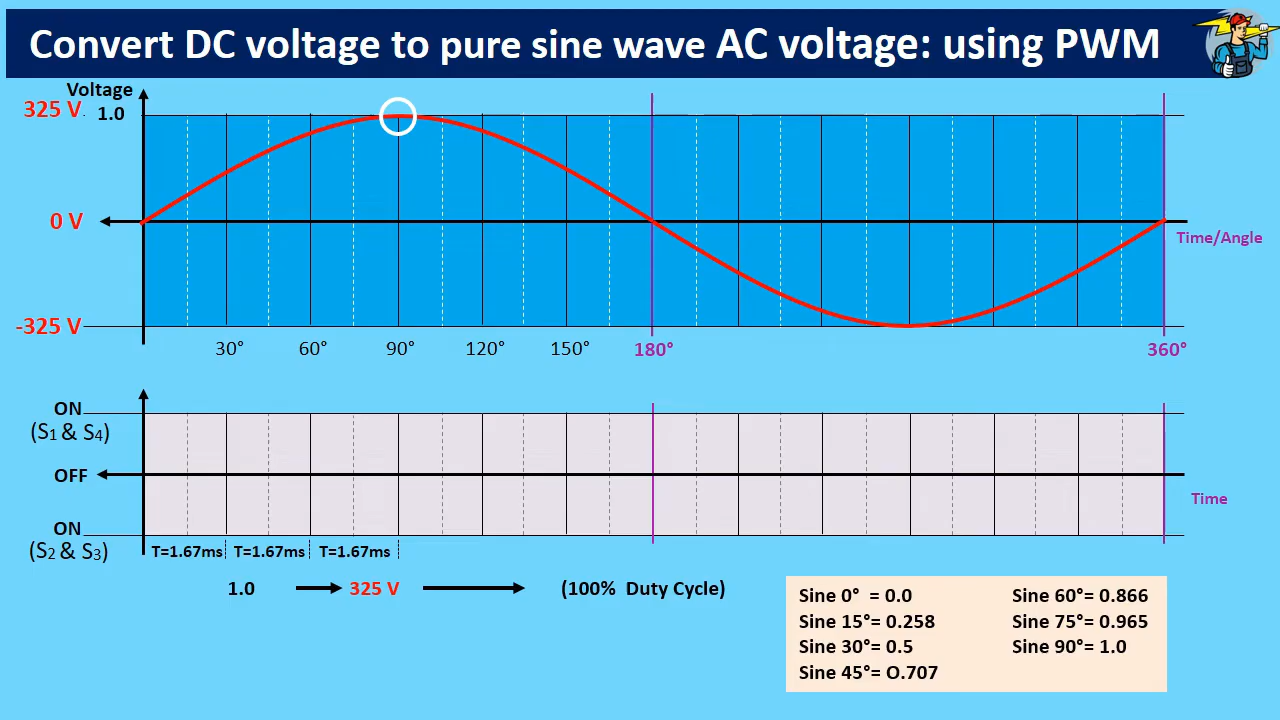 Convert DC voltage to pure sine wave AC voltage: using PWM
Voltage
325 V 1.0
0 V
Time/Angle
-325 V
30° 60° 90° 120° 150° 180° 360°
ON
(S1 & S4)
OFF
Time
ON
(S2 & S3)
T=1.67ms T=1.67ms T=1.67ms
1.0 325 V (100% Duty Cycle)
Sine 0° = 0.0 Sine 60°= 0.866
Sine 15°= 0.258 Sine 75°= 0.965
Sine 30°= 0.5 Sine 90°= 1.0
Sine 45°= O.707